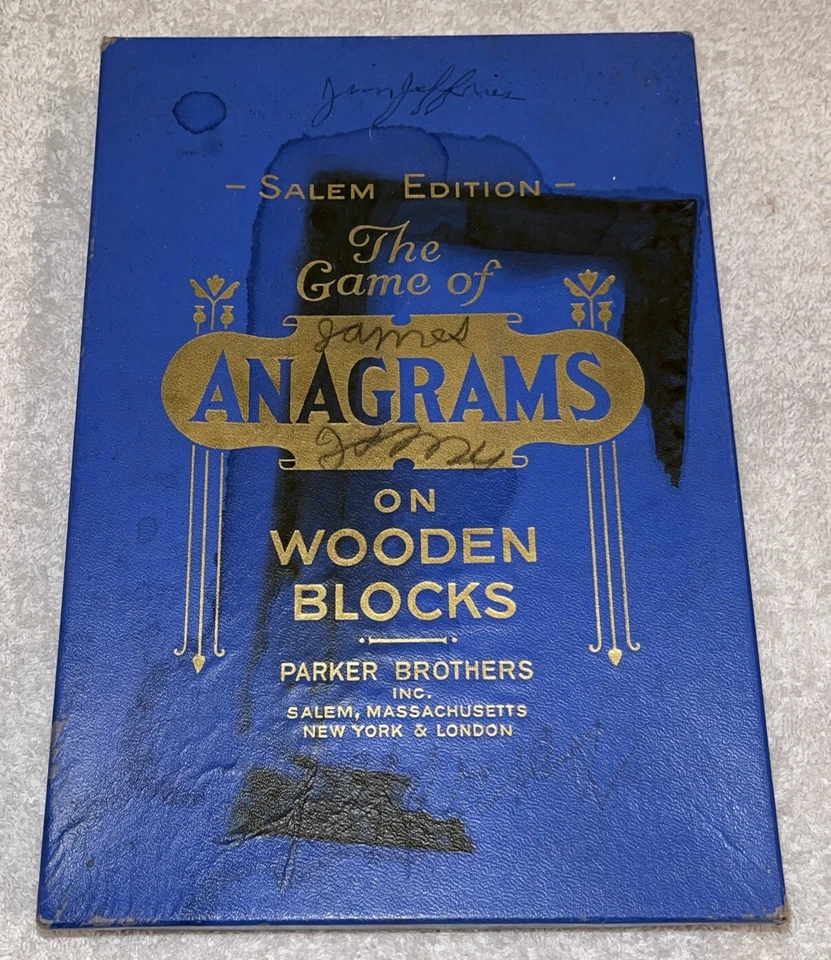 Jim Jefferies
- SALEM EDITION -
The
Game of
James
ANAGRAMS
ON
WOODEN
BLOCKS
PARKER BROTHERS
INC.
SALEM, MASSACHUSETTS
NEW YORK & LONDON